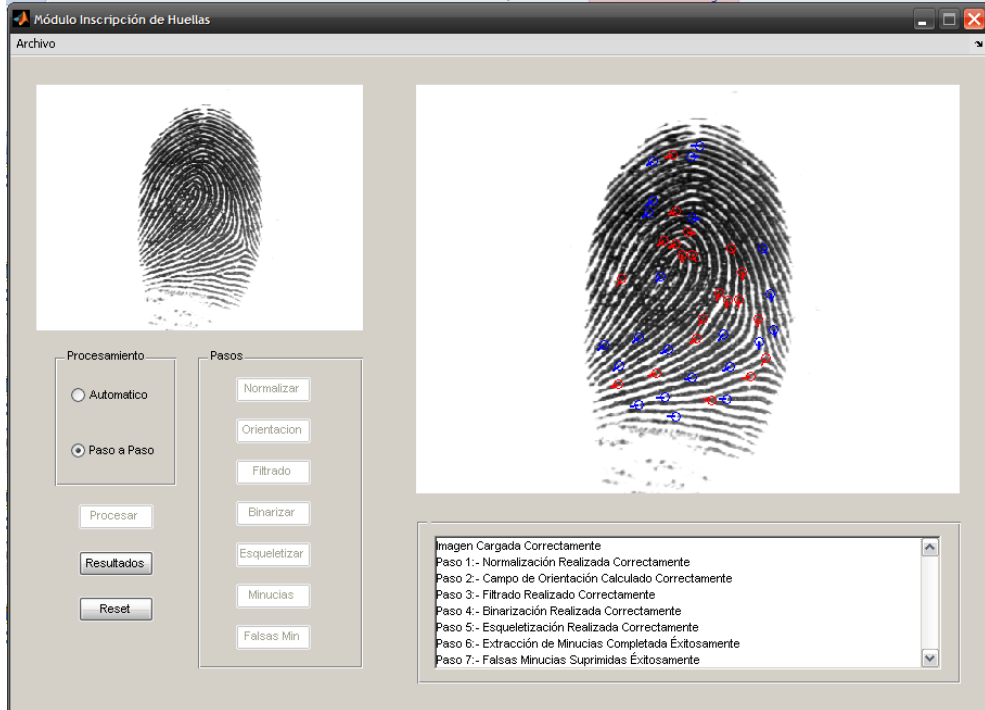 Módulo Inscripción de Huellas
Archivo
Procesamiento
Automatico
Paso a Paso
Procesar
Resultados
Reset
Pasos
Normalizar
Orientacion
Filtrado
Binarizar
Esqueletizar
Minucias
Falsas Min
Imagen Cargada Correctamente
Paso 1:- Normalización Realizada Correctamente
Paso 2:- Campo de Orientación Calculado Correctamente
Paso 3:- Filtrado Realizado Correctamente
Paso 4:- Binarización Realizada Correctamente
Paso 5:- Esqueletización Realizada Correctamente
Paso 6:- Extracción de Minucias Completada Éxitosamente
Paso 7:- Falsas Minucias Suprimidas Éxitosamente